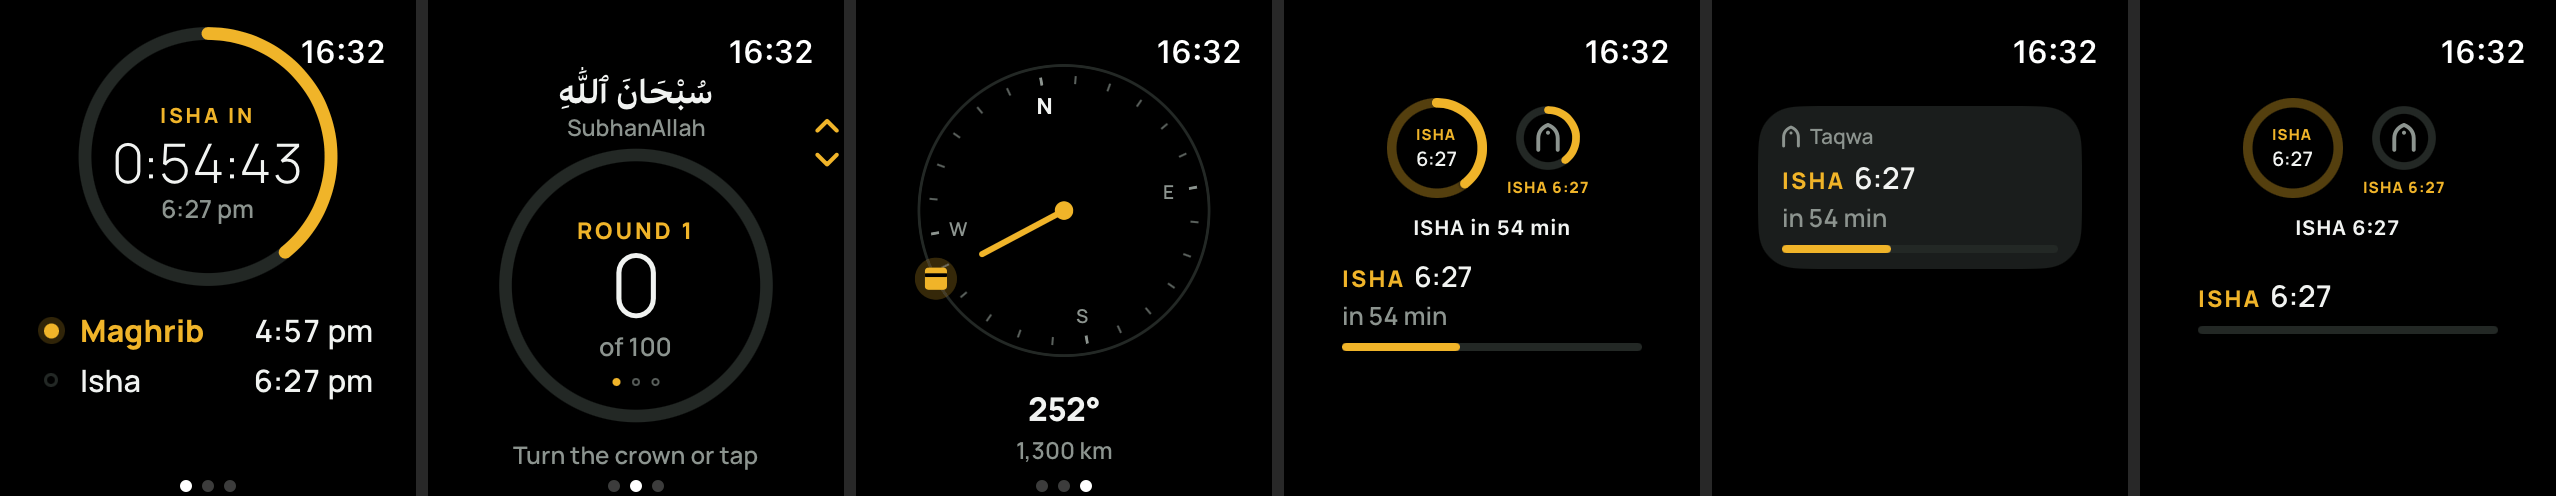 16:32
ISHA IN
0:54:43
6:27 pm
Maghrib 4:57 pm
Isha 6:27 pm
16:32
سُبْحَانَ ٱللَّٰهِ
SubhanAllah
ROUND 1
0
of 100
Turn the crown or tap
16:32
N
E
W
S
252°
1,300 km
16:32
ISHA
6:27
ISHA 6:27
ISHA in 54 min
ISHA 6:27
in 54 min
16:32
Taqwa
ISHA 6:27
in 54 min
16:32
ISHA
6:27
ISHA 6:27
ISHA 6:27
ISHA 6:27